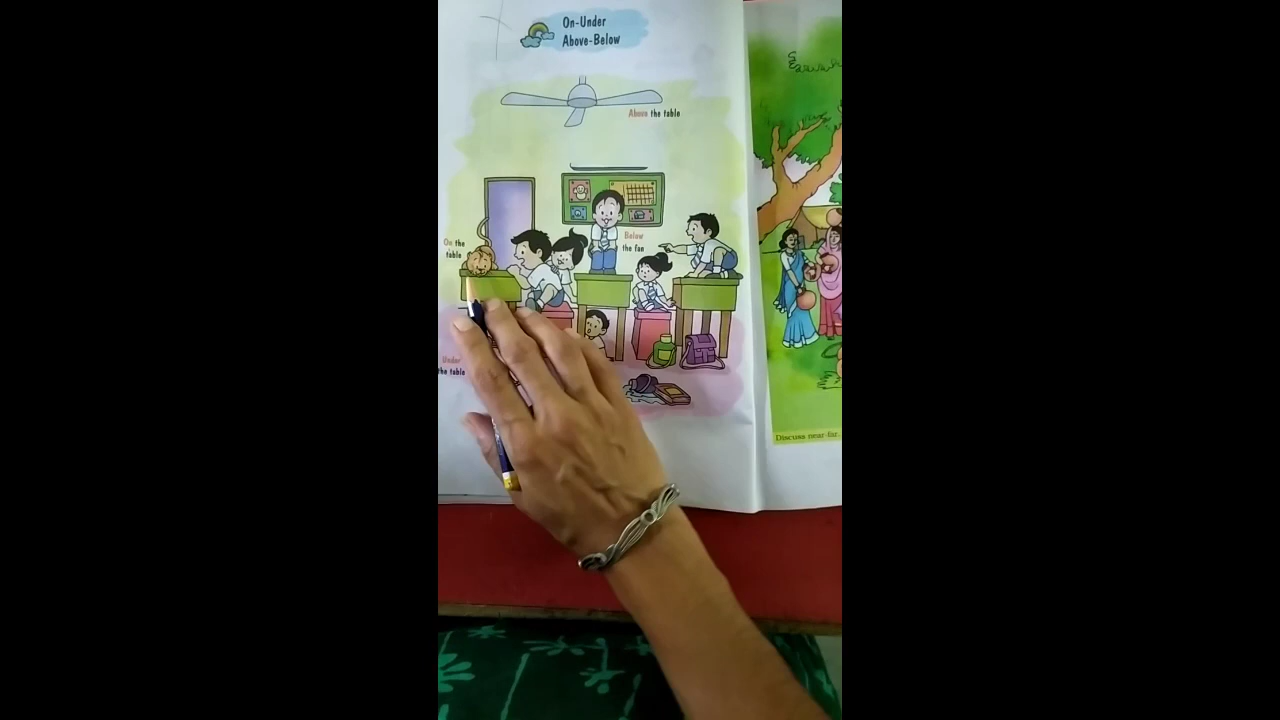 On-Under
Above-Below
Above the table
On the
table
Below
the fan
Under
the table
Discuss near-far,